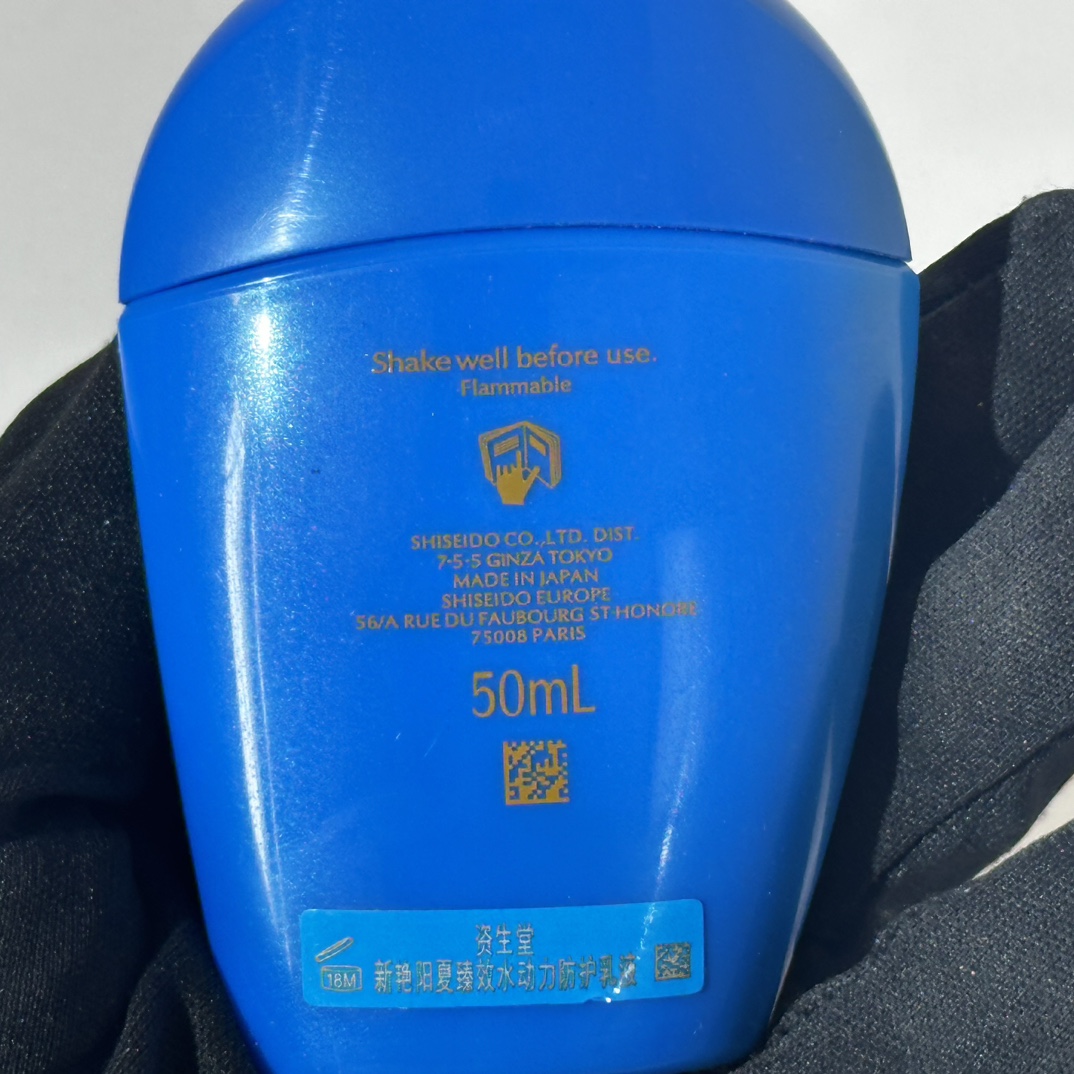 Shake well before use.
Flammable
SHISEIDO CO.,LTD. DIST.
7-5-5 GINZA TOKYO
MADE IN JAPAN
SHISEIDO EUROPE
56/A RUE DU FAUBOURG ST HONORE
75008 PARIS
50mL
资生堂
18M 新艳阳夏臻效水动力防护乳液